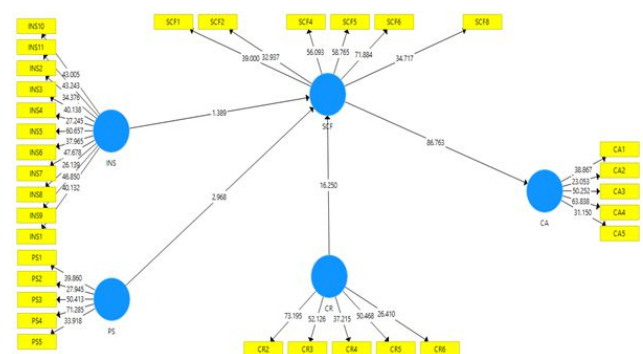 SCF1
SCF2
SCF4
SCF5
SCF6
SCF8
39.000
32.937
56.093
58.765
71.884
34.717
SCF
INS10
INS11
INS2
INS3
INS4
INS5
INS6
INS7
INS8
INS9
INS1
43.005
43.243
34.376
40.138
27.245
60.657
37.965
47.678
26.139
46.850
40.132
INS
1.389
2.968
16.250
86.763
CA1
CA2
CA3
CA4
CA5
38.867
23.053
50.252
63.838
31.150
CA
PS1
PS2
PS3
PS4
PS5
39.860
27.945
50.413
71.285
33.918
PS
CR
73.195
52.126
37.215
50.468
26.410
CR2
CR3
CR4
CR5
CR6